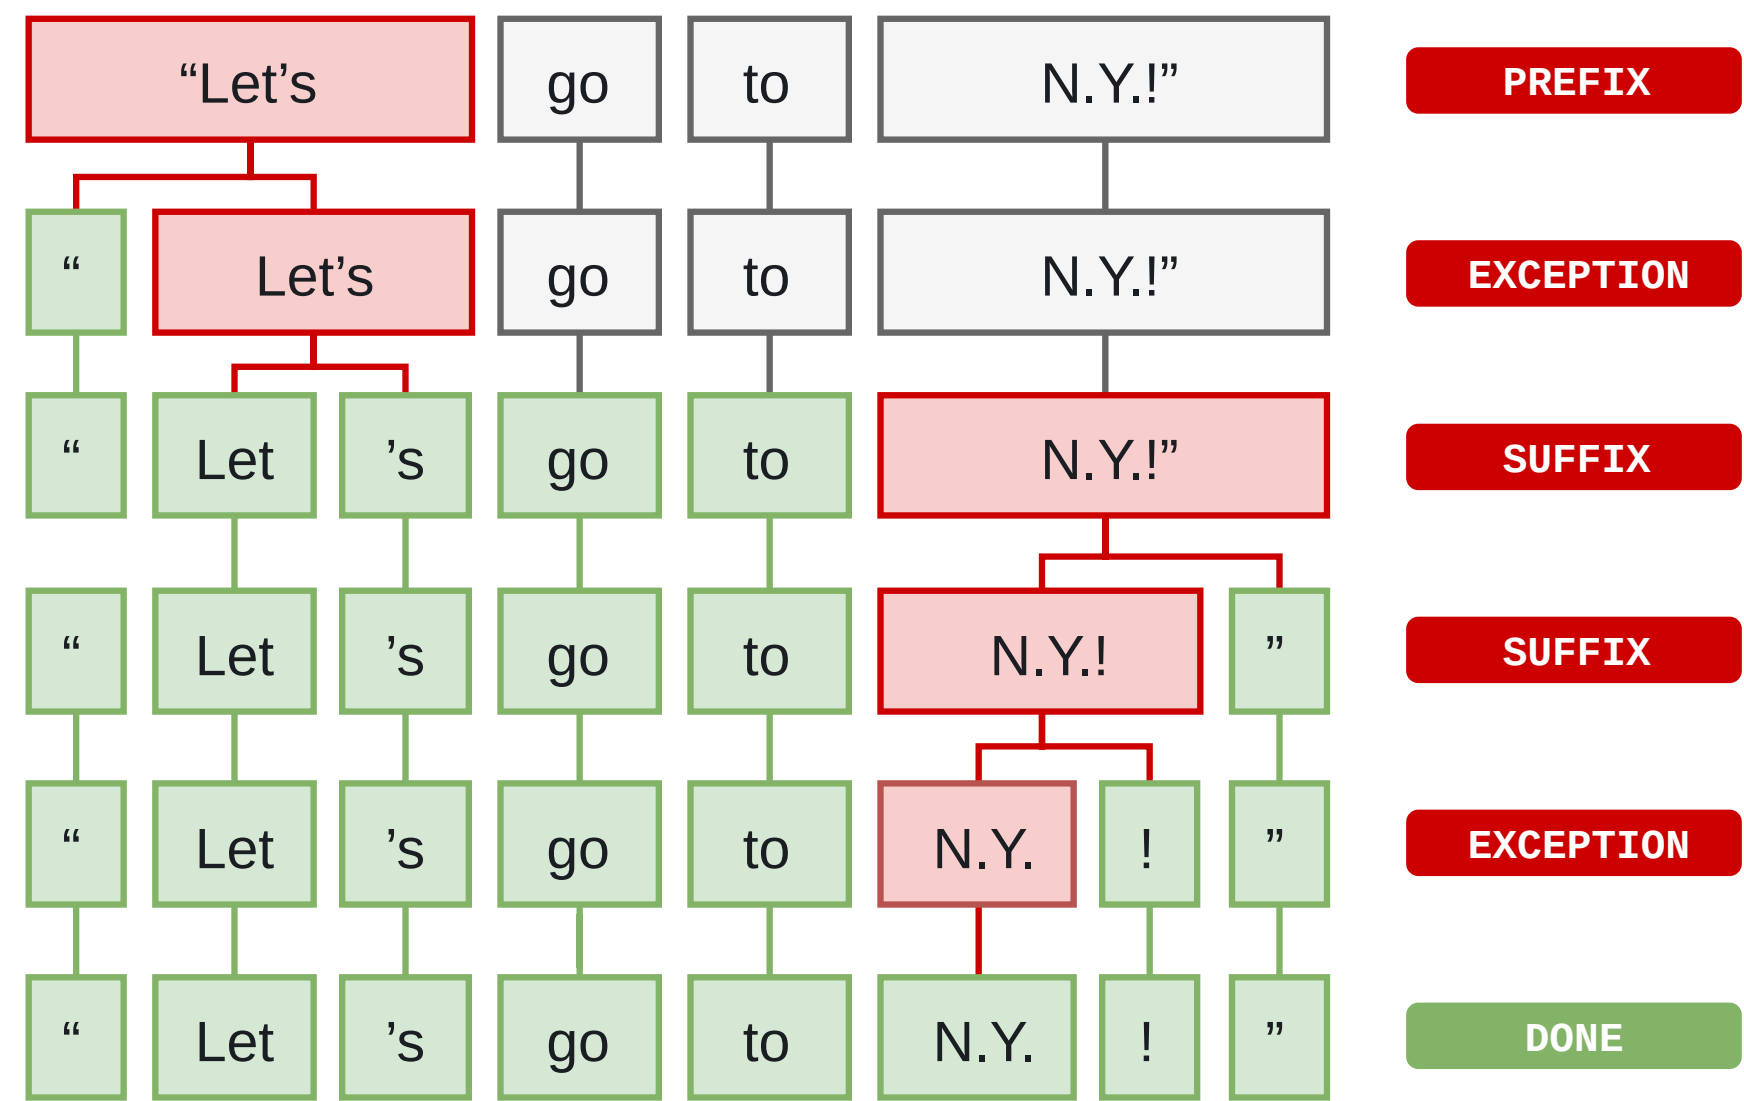 “Let’s go to N.Y.!” PREFIX
“ Let’s go to N.Y.!” EXCEPTION
“ Let ’s go to N.Y.!” SUFFIX
“ Let ’s go to N.Y.! ” SUFFIX
“ Let ’s go to N.Y. ! ” EXCEPTION
“ Let ’s go to N.Y. ! ” DONE